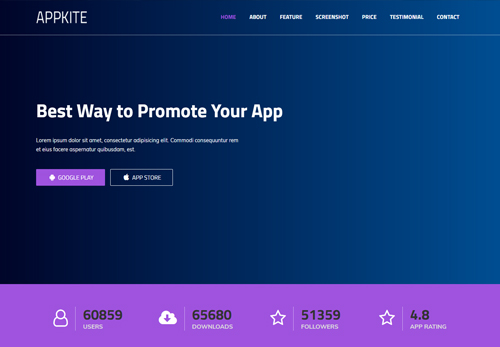 APPKITE
HOME ABOUT FEATURE SCREENSHOT PRICE TESTIMONIAL CONTACT
Best Way to Promote Your App
Lorem ipsum dolor sit amet, consectetur adipisicing elit. Commodi consequuntur rem
et eius facere aspernatur quibusdam, est.
GOOGLE PLAY APP STORE
60859 65680 51359 4.8
USERS DOWNLOADS FOLLOWERS APP RATING